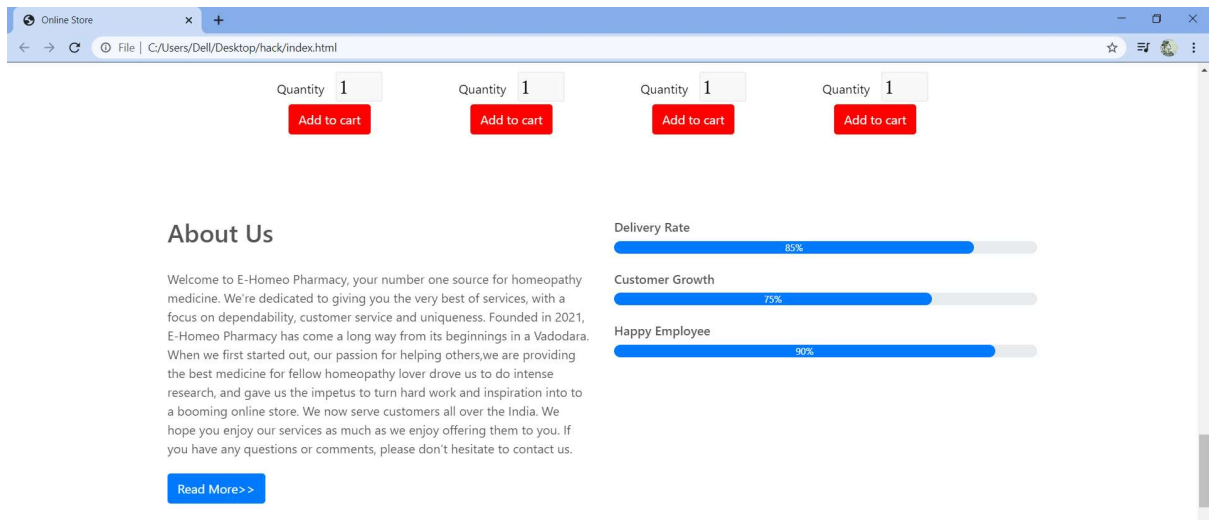 Online Store
File | C:/Users/Dell/Desktop/hack/index.html
Quantity 1 Quantity 1 Quantity 1 Quantity 1
Add to cart Add to cart Add to cart Add to cart
About Us
Welcome to E-Homeo Pharmacy, your number one source for homeopathy
medicine. We're dedicated to giving you the very best of services, with a
focus on dependability, customer service and uniqueness. Founded in 2021,
E-Homeo Pharmacy has come a long way from its beginnings in a Vadodara.
When we first started out, our passion for helping others,we are providing
the best medicine for fellow homeopathy lover drove us to do intense
research, and gave us the impetus to turn hard work and inspiration into to
a booming online store. We now serve customers all over the India. We
hope you enjoy our services as much as we enjoy offering them to you. If
you have any questions or comments, please don't hesitate to contact us.
Read More>>
Delivery Rate
85%
Customer Growth
75%
Happy Employee
90%